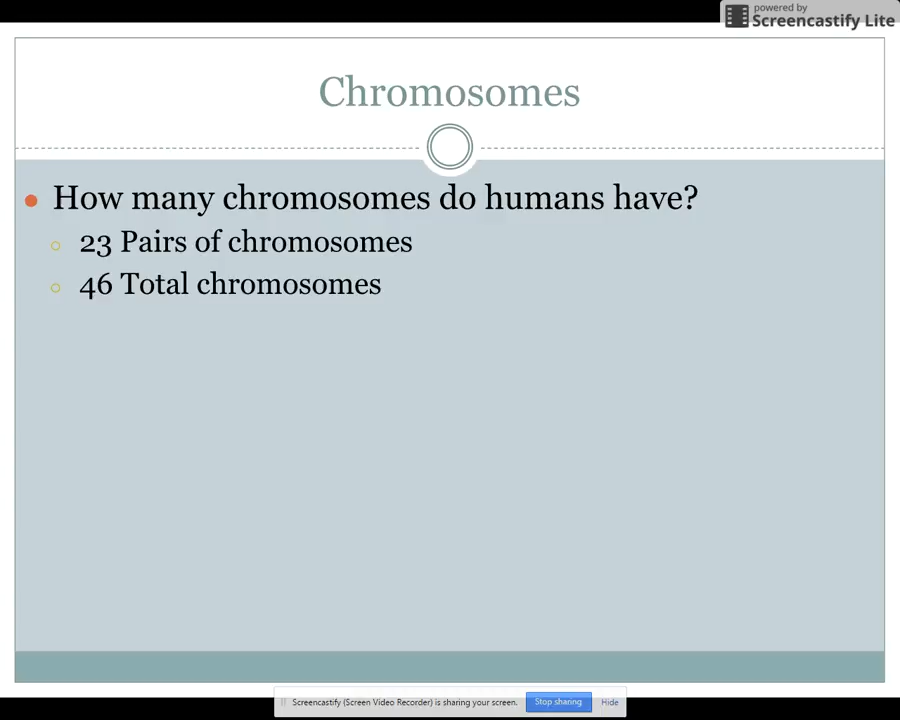 powered by
Screencastify Lite
Chromosomes
How many chromosomes do humans have?
23 Pairs of chromosomes
46 Total chromosomes
Screencastify (Screen Video Recorder) is sharing your screen. Stop sharing Hide